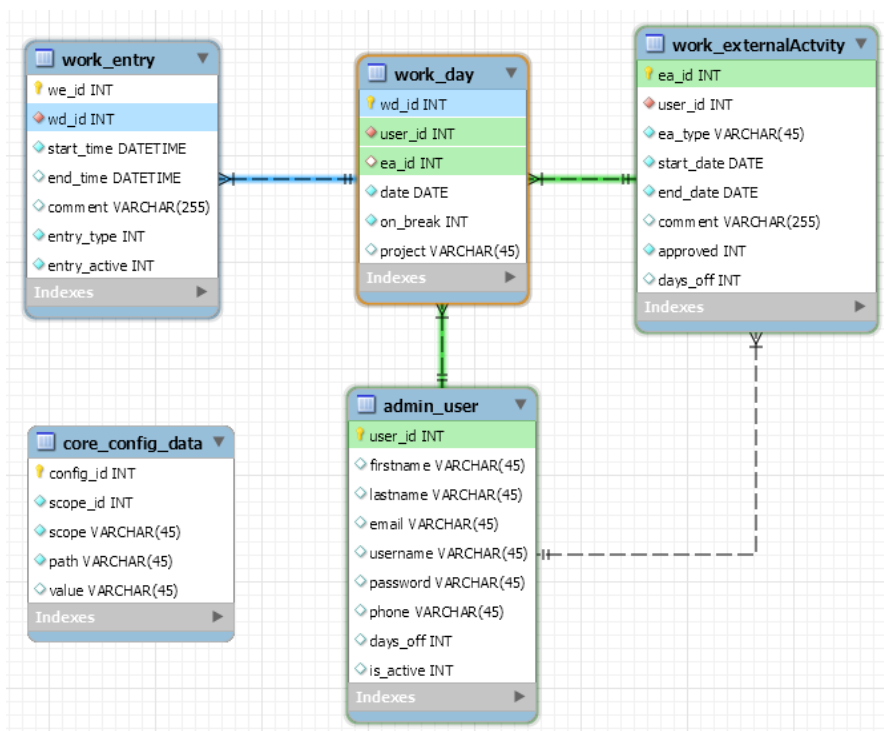 work_entry
we_id INT
wd_id INT
start_time DATETIME
end_time DATETIME
comment VARCHAR(255)
entry_type INT
entry_active INT
Indexes
work_day
wd_id INT
user_id INT
ea_id INT
date DATE
on_break INT
project VARCHAR(45)
Indexes
work_externalActvity
ea_id INT
user_id INT
ea_type VARCHAR(45)
start_date DATE
end_date DATE
comment VARCHAR(255)
approved INT
days_off INT
Indexes
core_config_data
config_id INT
scope_id INT
scope VARCHAR(45)
path VARCHAR(45)
value VARCHAR(45)
Indexes
admin_user
user_id INT
firstname VARCHAR(45)
lastname VARCHAR(45)
email VARCHAR(45)
username VARCHAR(45)
password VARCHAR(45)
phone VARCHAR(45)
days_off INT
is_active INT
Indexes